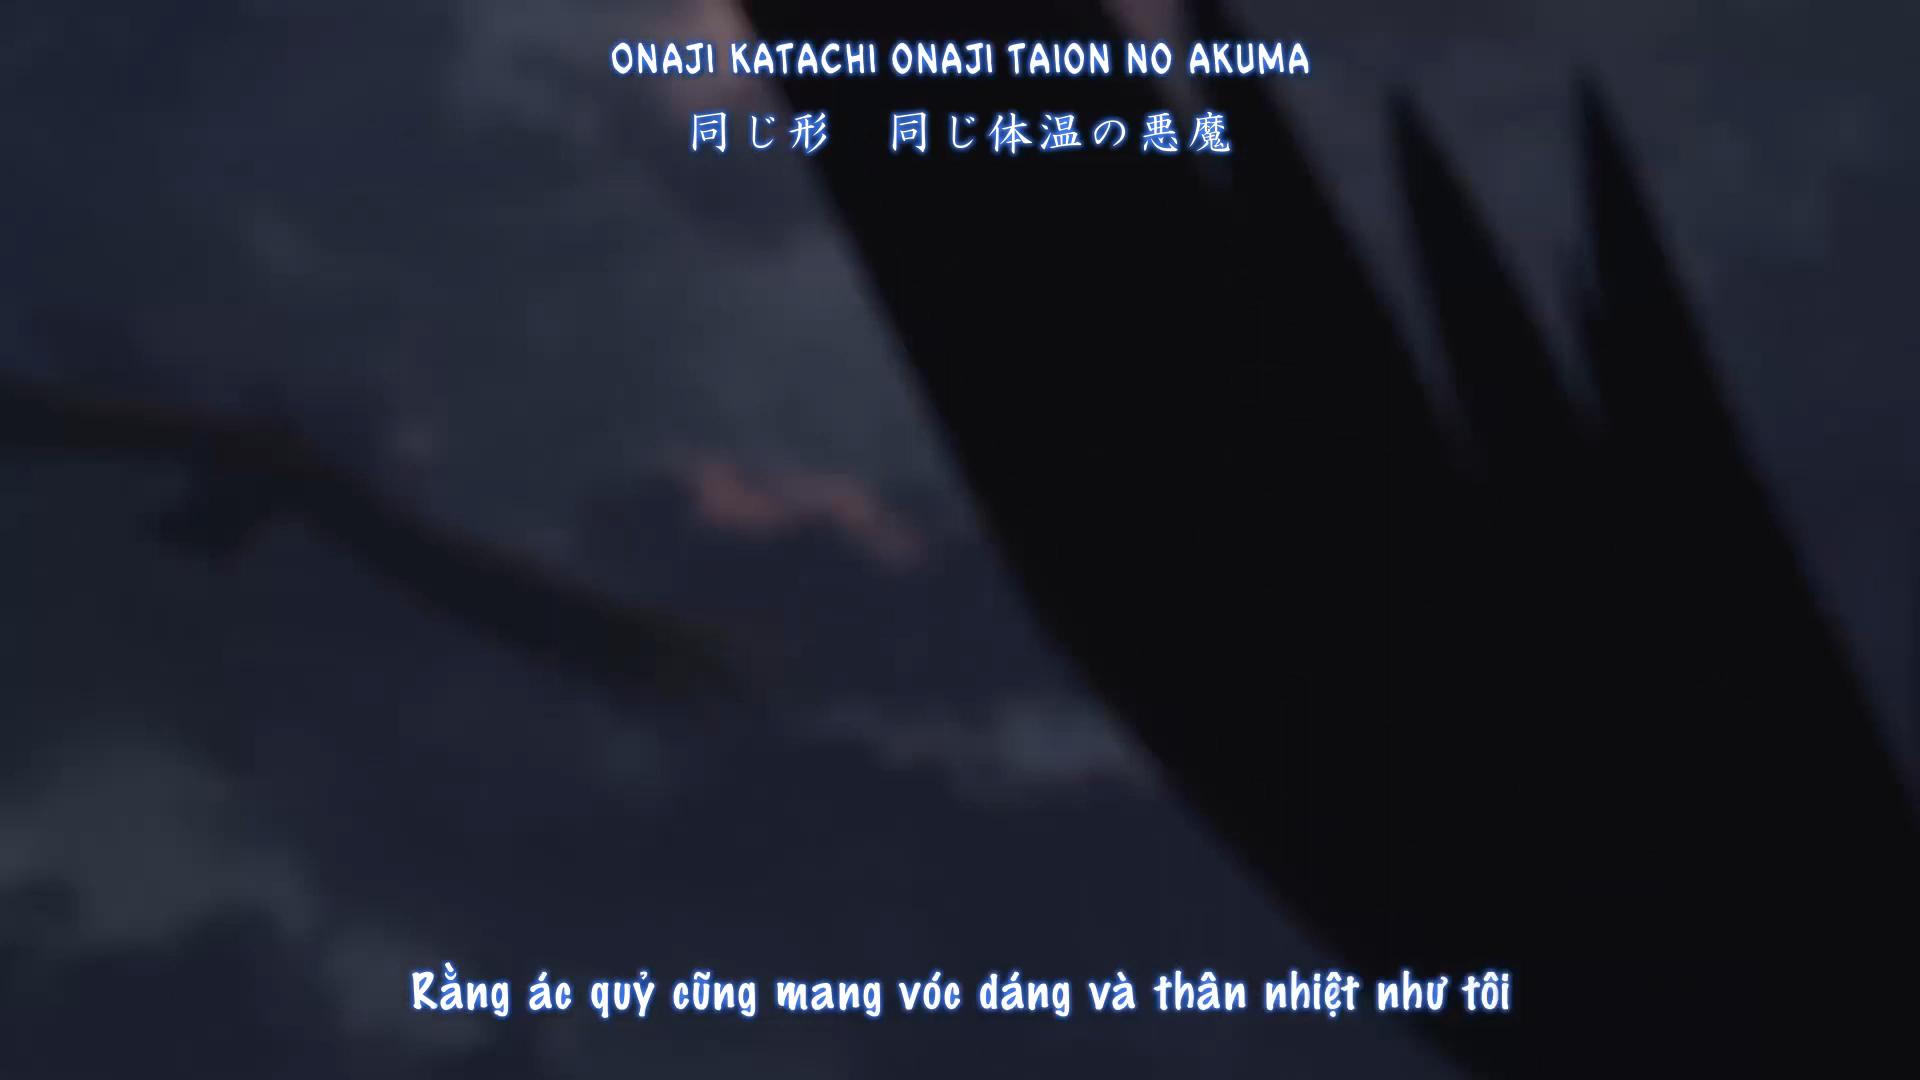 ONAJI KATACHI ONAJI TAION NO AKUMA
同じ形　同じ体温の悪魔
Rằng ác quỷ cũng mang vóc dáng và thân nhiệt như tôi